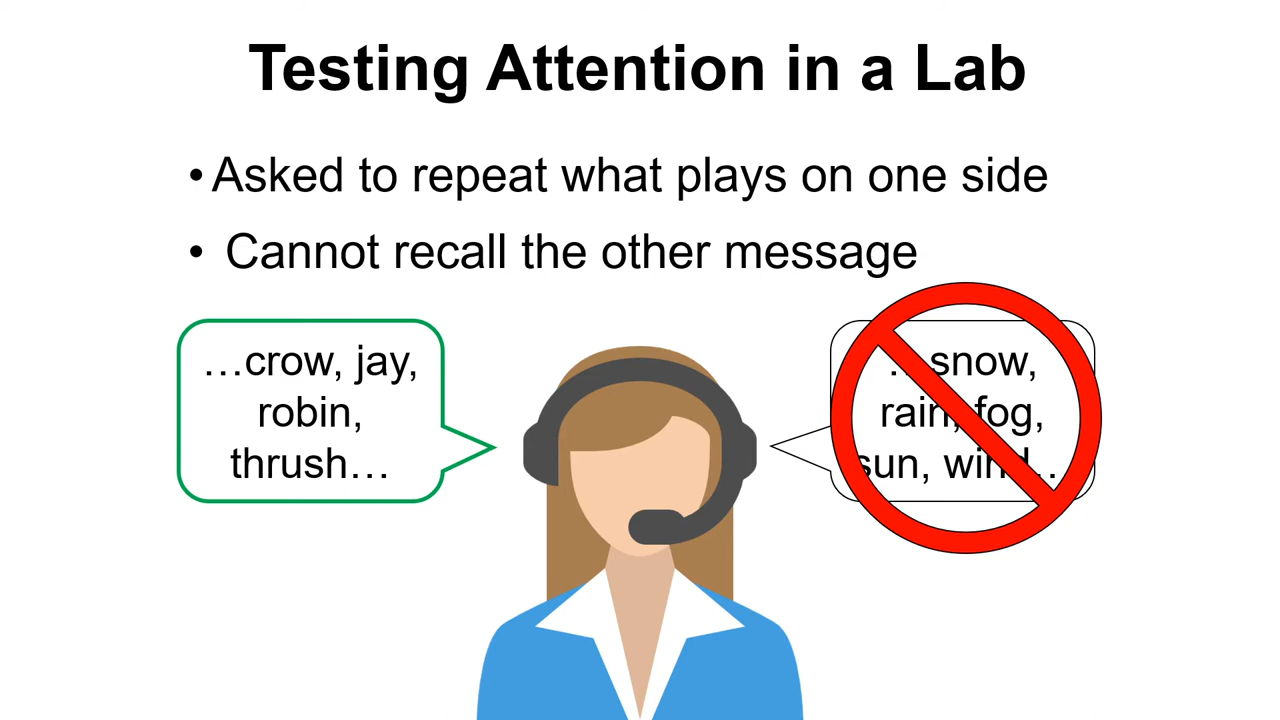 Testing Attention in a Lab
•Asked to repeat what plays on one side
• Cannot recall the other message
…crow, jay,
robin,
thrush…
…snow,
rain, fog,
sun, wind…